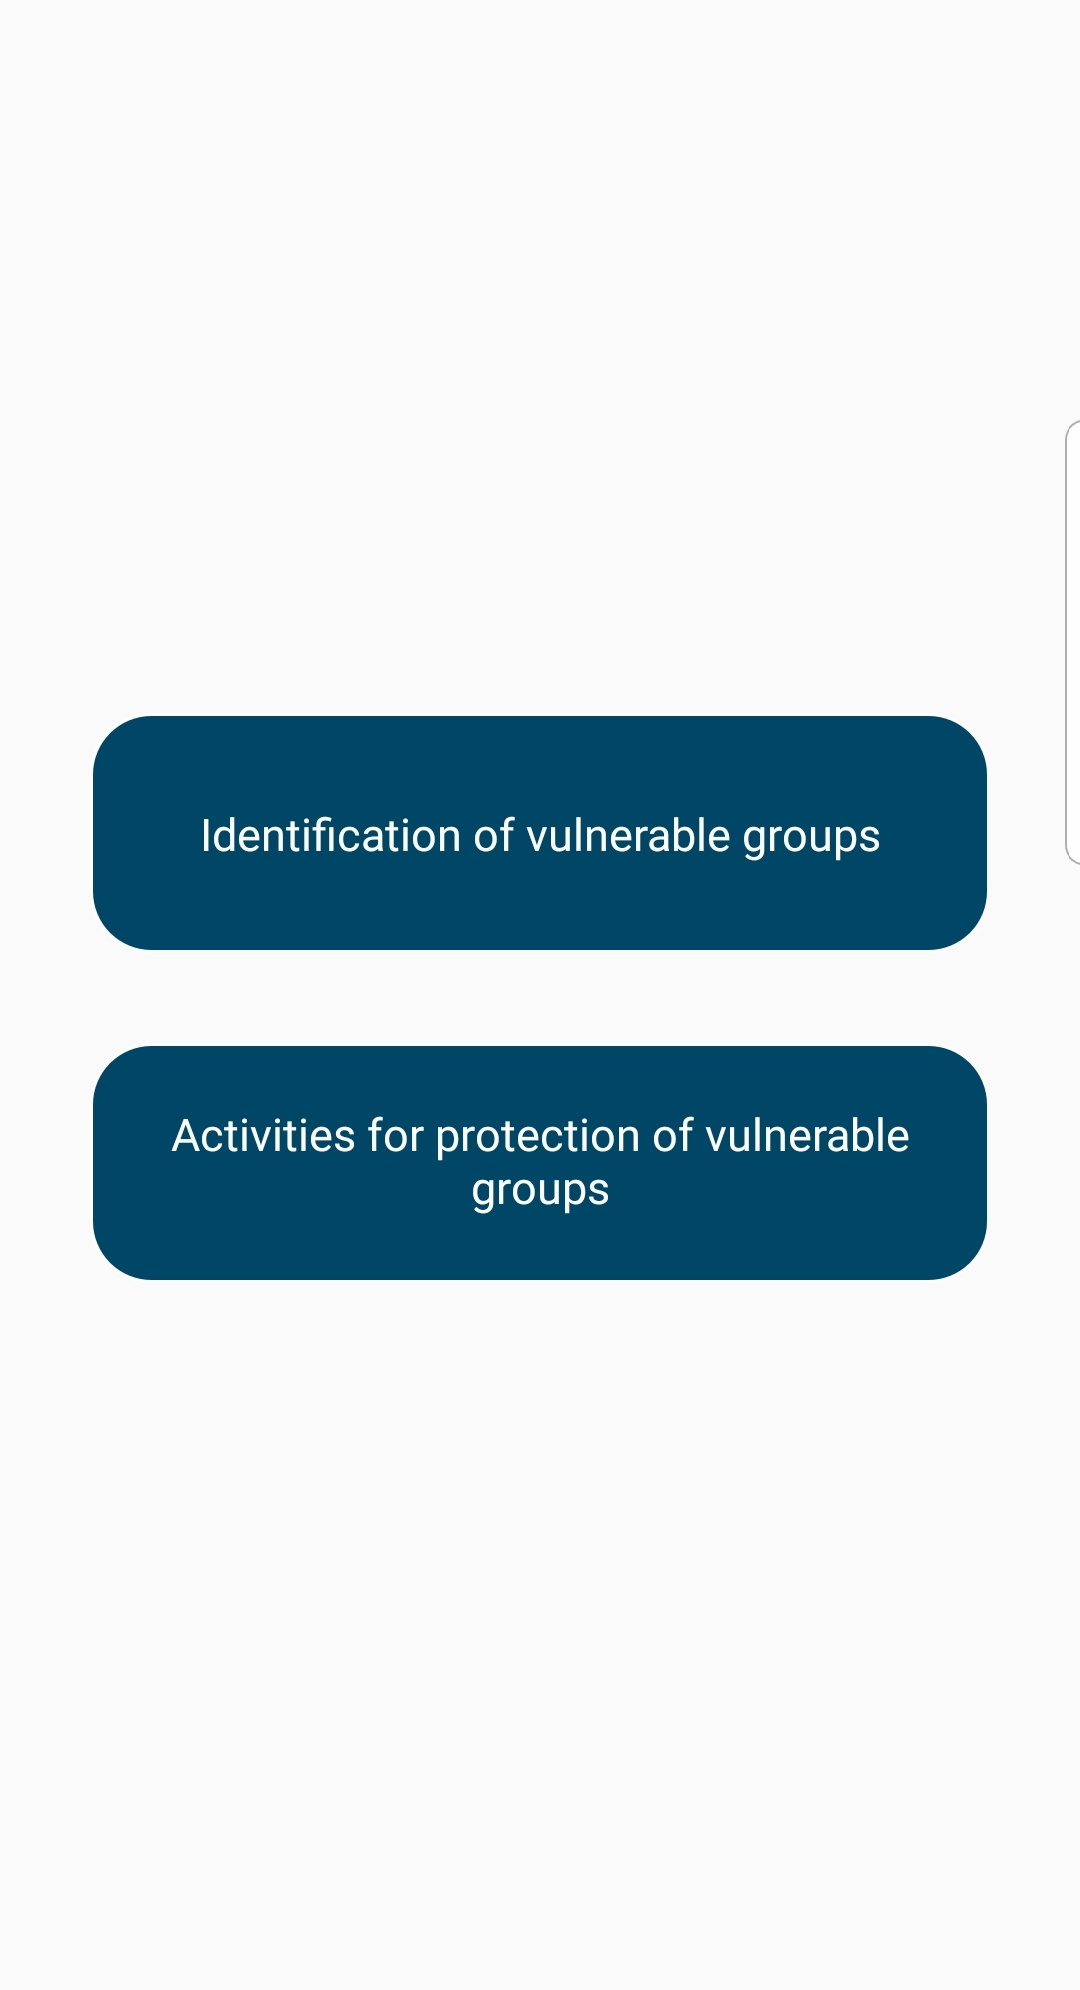 Identification of vulnerable groups
Activities for protection of vulnerable
groups